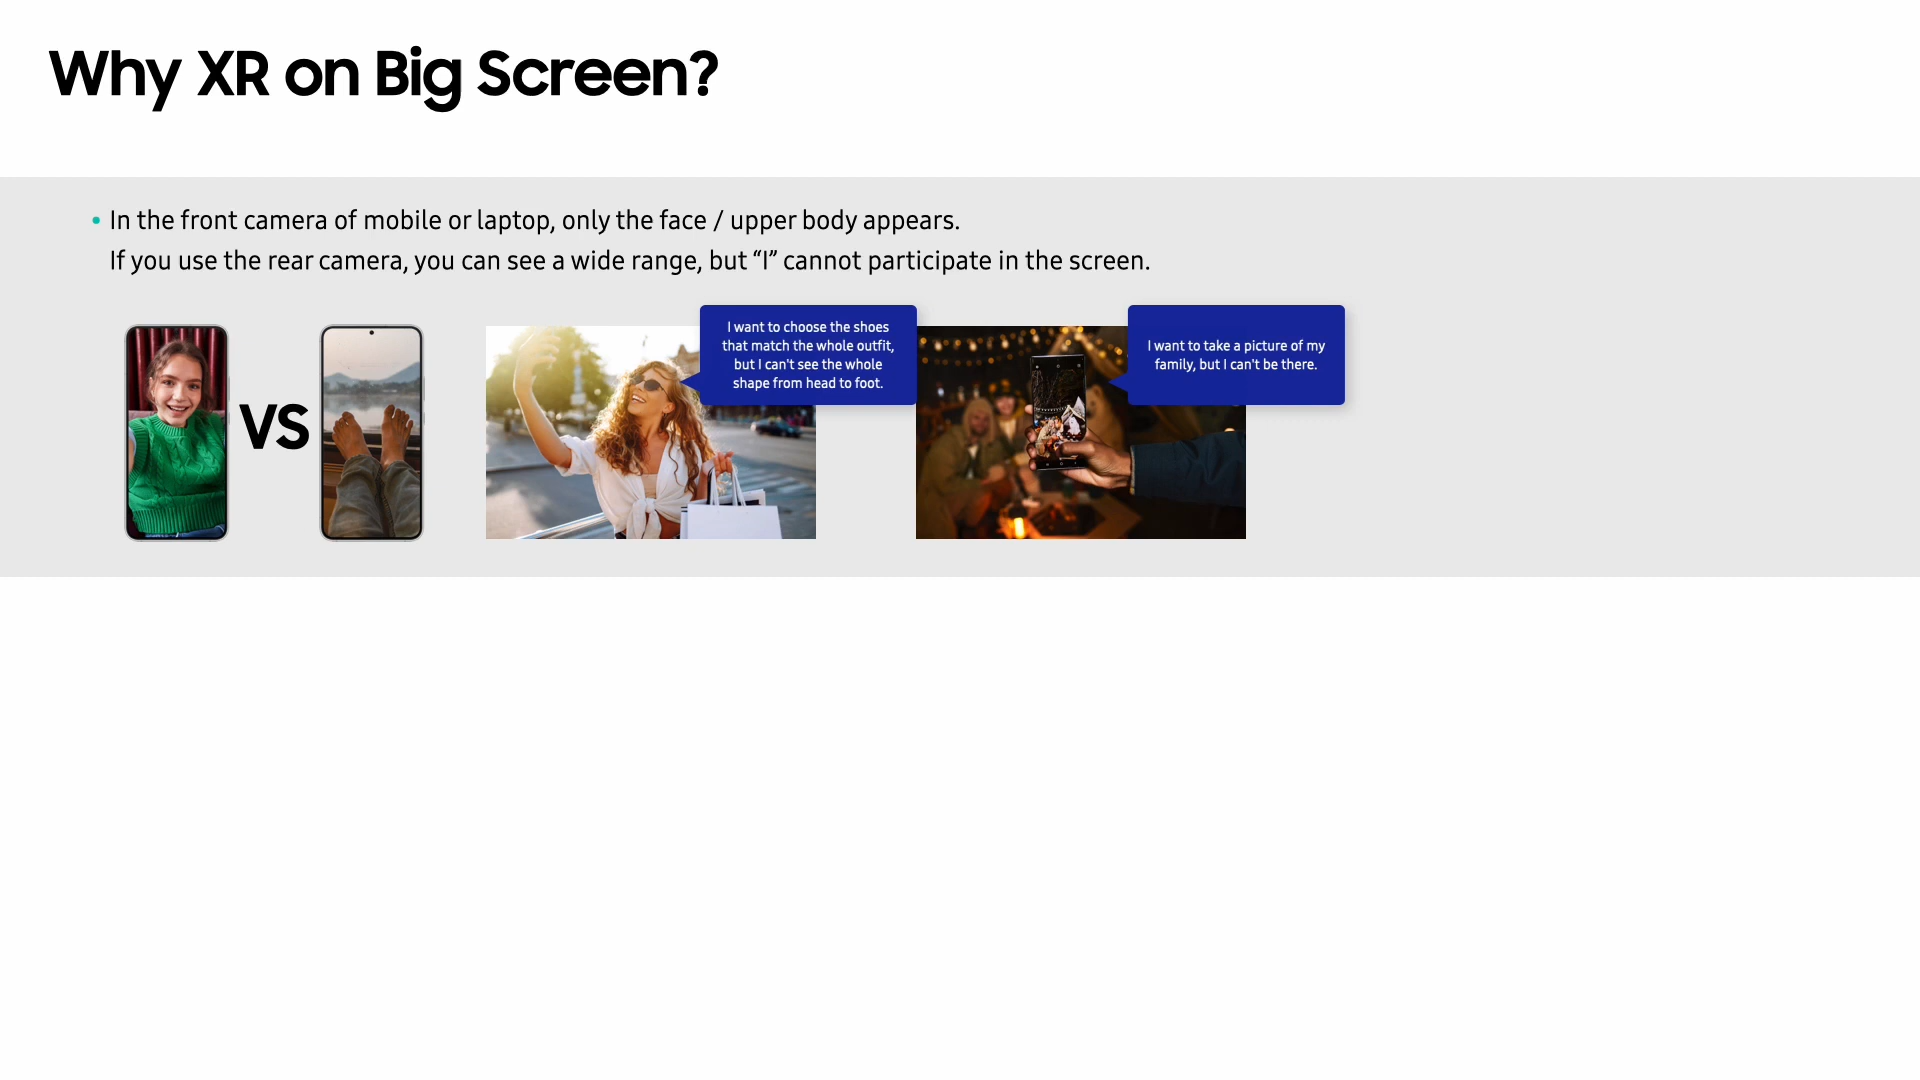 Why XR on Big Screen?
• In the front camera of mobile or laptop, only the face / upper body appears.
If you use the rear camera, you can see a wide range, but “I” cannot participate in the screen.
VS
I want to choose the shoes
that match the whole outfit,
but I can't see the whole
shape from head to foot.
I want to take a picture of my
family, but I can't be there.